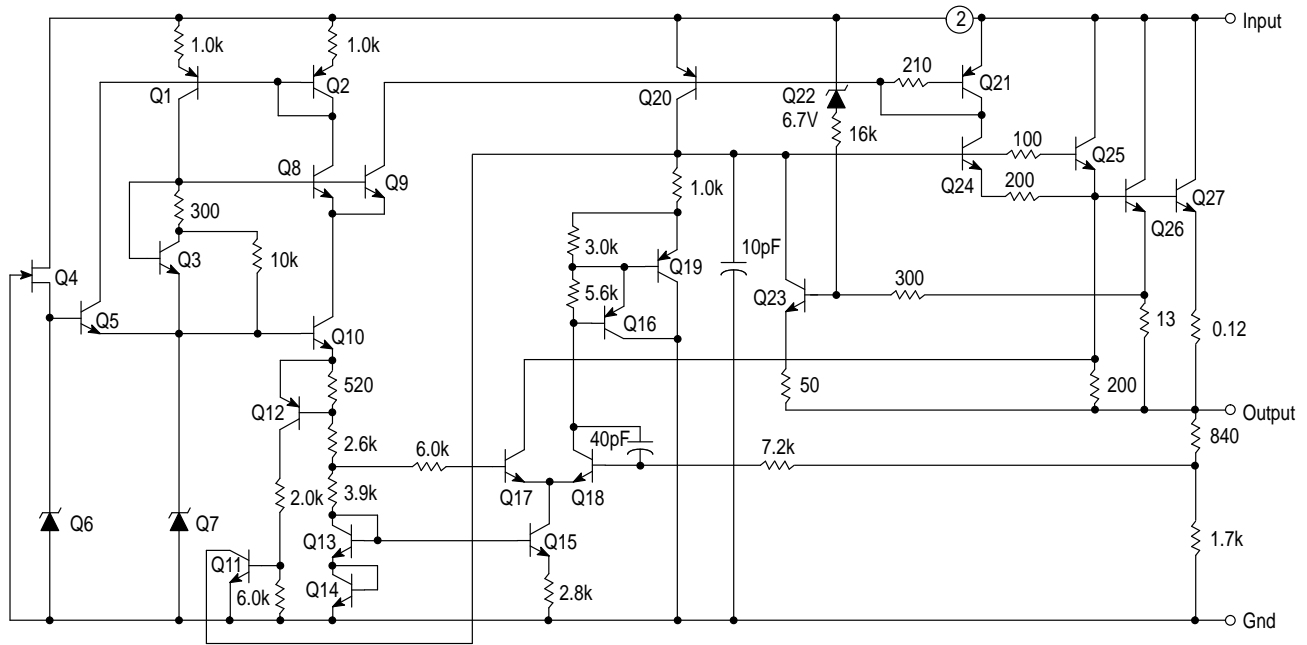 2
Input
1.0k
1.0k
Q1
Q2
Q20
Q22
6.7V
210
Q21
16k
Q8
Q9
100
Q25
Q24
200
Q26
Q27
300
1.0k
Q3
10k
3.0k
Q19
10pF
Q4
5.6k
Q23
300
Q5
Q16
13
0.12
Q10
520
50
200
Q12
Output
2.6k
40pF
840
6.0k
7.2k
3.9k
2.0k
Q17
Q18
Q6
Q7
Q13
Q15
1.7k
Q11
Q14
6.0k
2.8k
Gnd